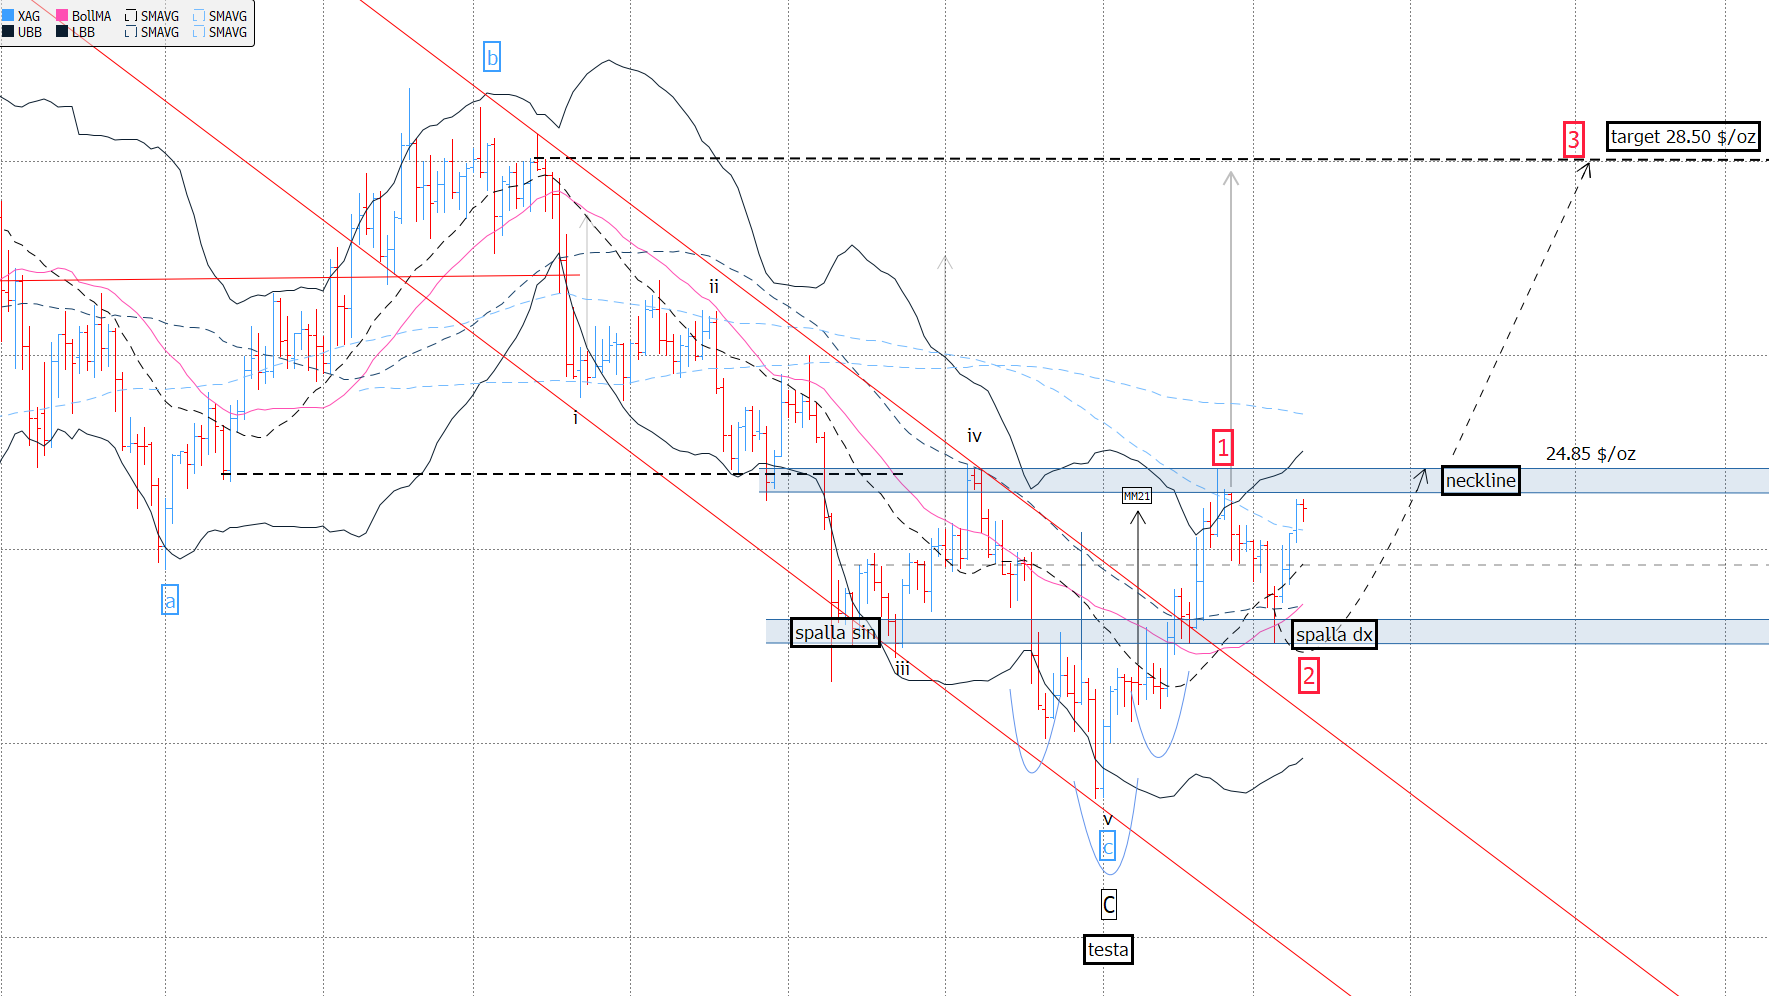 XAG BollMA SMAVG SMAVG
UBB LBB SMAVG SMAVG
b
3
target 28.50 $/oz
ii
i
iv
1
24.85 $/oz
neckline
MM21
a
spalla sin
spalla dx
iii
2
v
c
C
testa